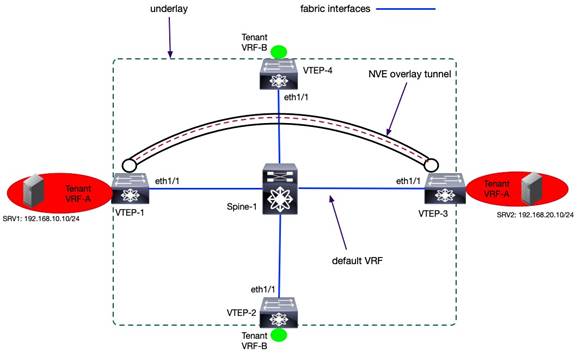 underlay
fabric interfaces
Tenant
VRF-B
VTEP-4
NVE overlay tunnel
eth1/1
Tenant
VRF-A
eth1/1
eth1/1
Tenant
VRF-A
VTEP-1
Spine-1
VTEP-3
SRV1: 192.168.10.10/24
SRV2: 192.168.20.10/24
default VRF
eth1/1
VTEP-2
Tenant
VRF-B